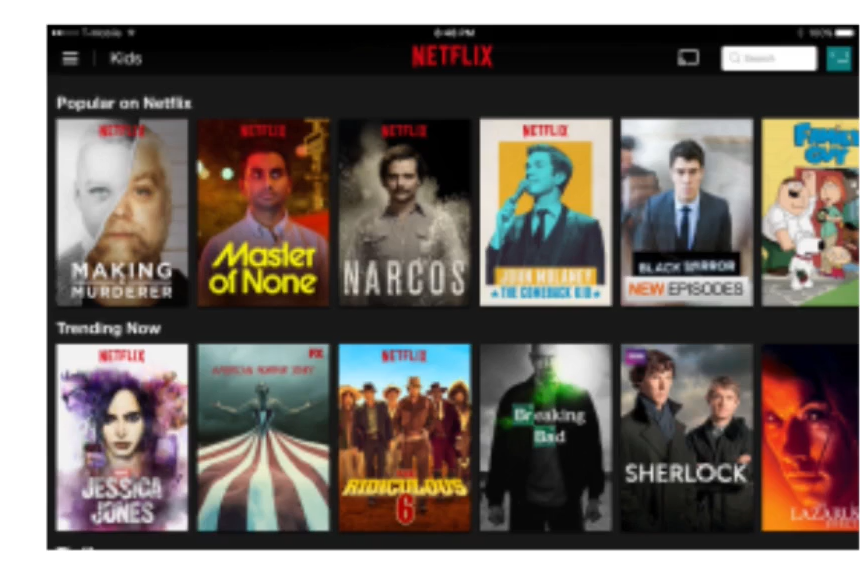 T-Mobile 8:46 PM 100%
Kids NETFLIX Search
Popular on Netflix
NETFLIX
MAKING
MURDERER
NETFLIX
Master
of None
NETFLIX
NARCOS
NETFLIX
JOHN MULANEY
THE COMEBACK KID
BLACK MIRROR
NEW EPISODES
FAMILY
GUY
Trending Now
NETFLIX
JESSICA
JONES
FX
AMERICAN HORROR STORY
NETFLIX
RIDICULOUS
6
Breaking
Bad
BBC
SHERLOCK
LAZARUS